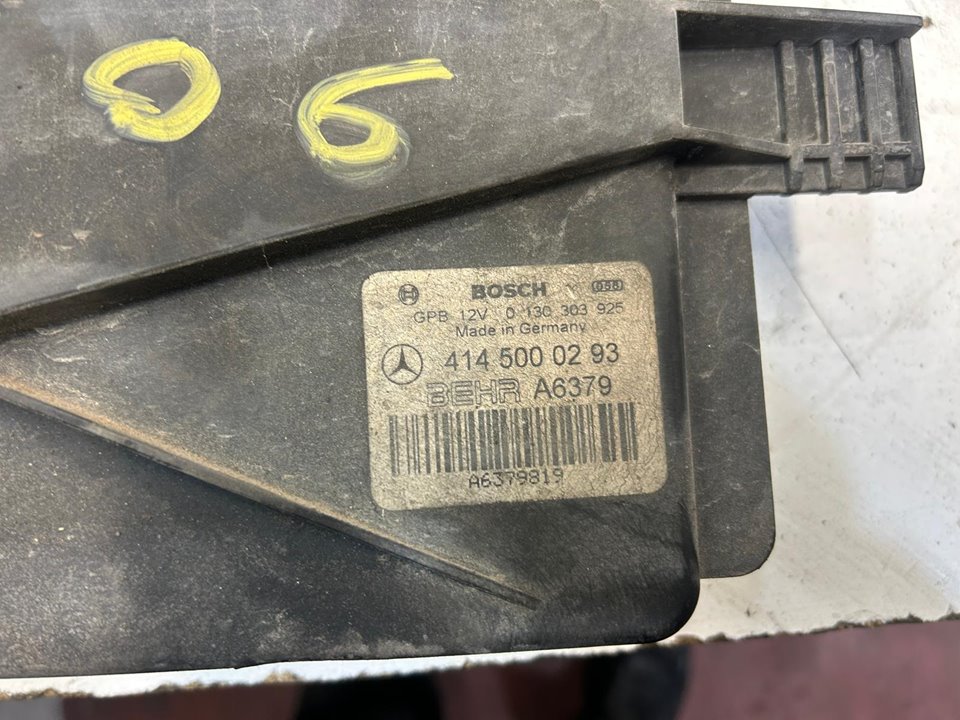 06
BOSCH
GPB 12V 0 130 303 925
Made in Germany
414 500 02 93
BEHR A6379
A6379819